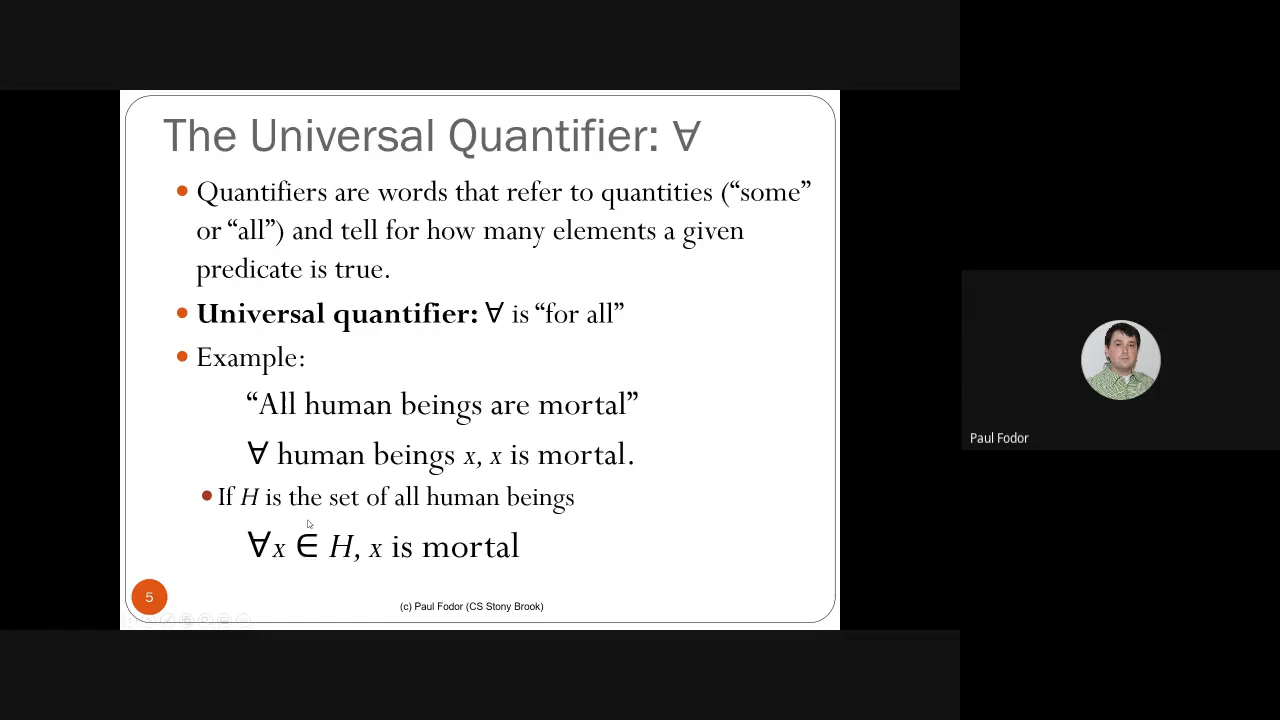 The Universal Quantifier: ∀
• Quantifiers are words that refer to quantities (“some”
or “all”) and tell for how many elements a given
predicate is true.
• Universal quantifier: ∀ is “for all”
• Example:
“All human beings are mortal”
∀ human beings x, x is mortal.
• If H is the set of all human beings
∀x ∈ H, x is mortal
5
(c) Paul Fodor (CS Stony Brook)
Paul Fodor